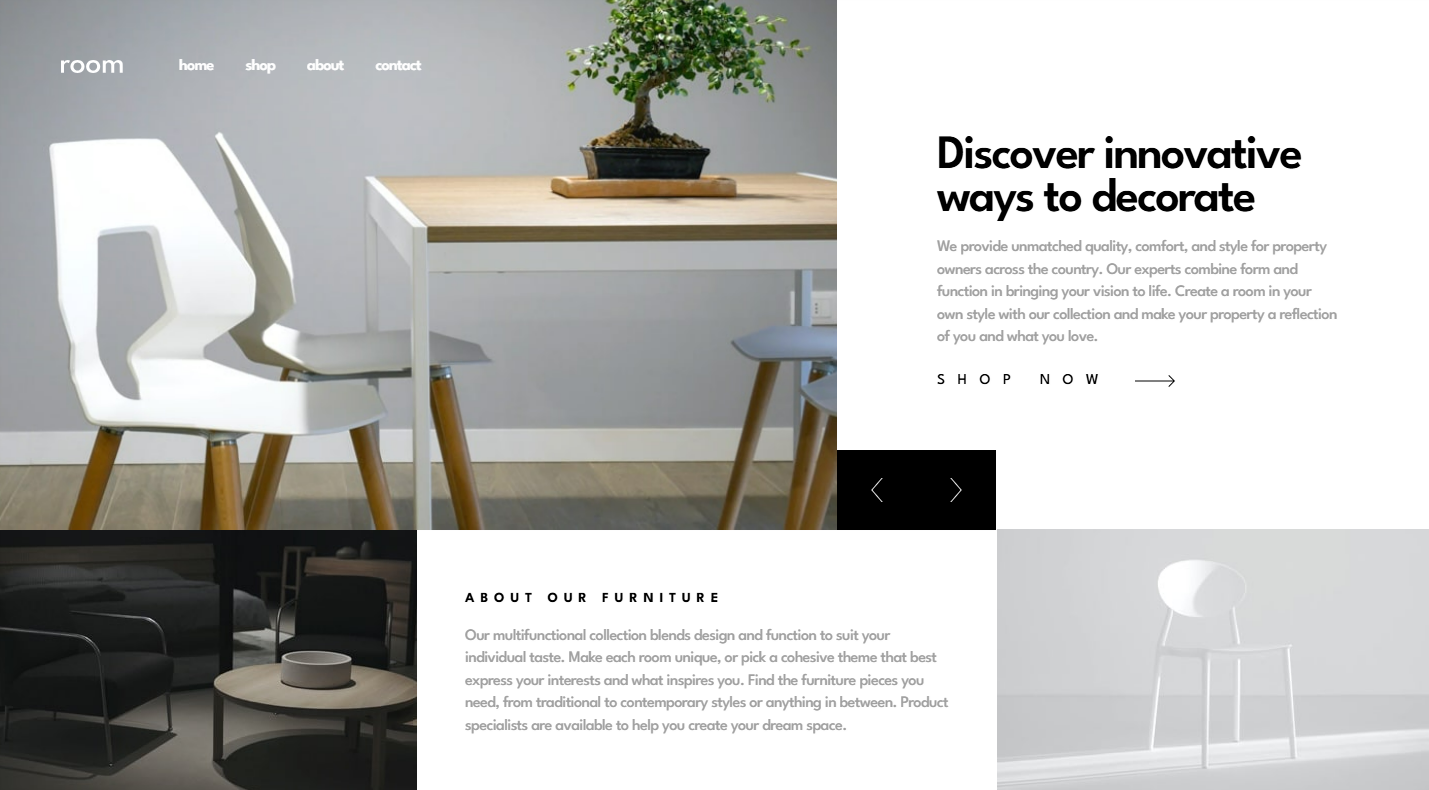 room
home shop about contact
Discover innovative
ways to decorate
We provide unmatched quality, comfort, and style for property
owners across the country. Our experts combine form and
function in bringing your vision to life. Create a room in your
own style with our collection and make your property a reflection
of you and what you love.
SHOP NOW
ABOUT OUR FURNITURE
Our multifunctional collection blends design and function to suit your
individual taste. Make each room unique, or pick a cohesive theme that best
express your interests and what inspires you. Find the furniture pieces you
need, from traditional to contemporary styles or anything in between. Product
specialists are available to help you create your dream space.